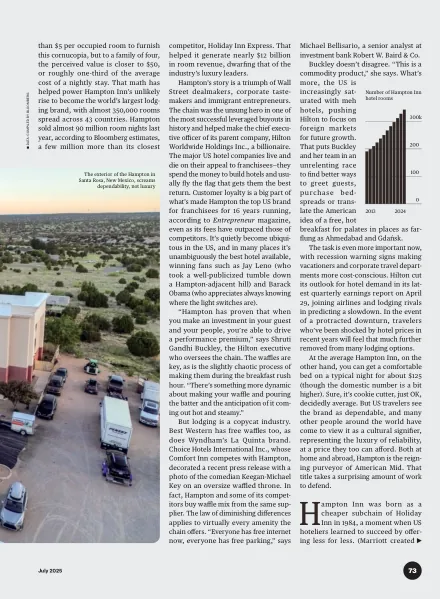 than $5 per occupied room to furnish
this cornucopia, but to a family of four,
the perceived value is closer to $50,
or roughly one-third of the average
cost of a nightly stay. That math has
helped power Hampton Inn's unlikely
rise to become the world's largest lodg-
ing brand, with almost 350,000 rooms
spread across 43 countries. Hampton
sold almost 90 million room nights last
year, according to Bloomberg estimates,
a few million more than its closest
The exterior of the Hampton in
Santa Rosa, New Mexico, screams
dependability, not luxury
competitor, Holiday Inn Express. That
helped it generate nearly $12 billion
in room revenue, dwarfing that of the
industry's luxury leaders.
Hampton's story is a triumph of Wall
Street dealmakers, corporate taste-
makers and immigrant entrepreneurs.
The chain was the unsung hero in one of
the most successful leveraged buyouts in
history and helped make the chief execu-
tive officer of its parent company, Hilton
Worldwide Holdings Inc., a billionaire.
The major US hotel companies live and
die on their appeal to franchisees—they
spend the money to build hotels and usu-
ally fly the flag that gets them the best
return. Customer loyalty is a big part of
what's made Hampton the top US brand
for franchisees for 16 years running,
according to Entrepreneur magazine,
even as its fees have outpaced those of
competitors. It's quietly become ubiqui-
tous in the US, and in many places it's
unambiguously the best hotel available,
winning fans such as Jay Leno (who
took a well-publicized tumble down
a Hampton-adjacent hill) and Barack
Obama (who appreciates always knowing
where the light switches are).
"Hampton has proven that when
you make an investment in your guest
and your people, you're able to drive
a performance premium," says Shruti
Gandhi Buckley, the Hilton executive
who oversees the chain. The waffles are
key, as is the slightly chaotic process of
making them during the breakfast rush
hour. "There's something more dynamic
about making your waffle and pouring
the batter and the anticipation of it com-
ing out hot and steamy."
But lodging is a copycat industry.
Best Western has free waffles too, as
does Wyndham's La Quinta brand.
Choice Hotels International Inc., whose
Comfort Inn competes with Hampton,
decorated a recent press release with a
photo of the comedian Keegan-Michael
Key on an oversize waffled throne. In
fact, Hampton and some of its compet-
itors buy waffle mix from the same sup-
plier. The law of diminishing differences
applies to virtually every amenity the
chain offers. "Everyone has free internet
now, everyone has free parking," says
Michael Bellisario, a senior analyst at
investment bank Robert W. Baird & Co.
Buckley doesn't disagree. "This is a
commodity product," she says. What's
more, the US is
increasingly sat-
urated with meh
hotels, pushing
Hilton to focus on
foreign markets
for future growth.
That puts Buckley
and her team in an
unrelenting race
to find better ways
to greet guests,
purchase bed-
spreads or trans-
late the American
idea of a free, hot
Number of Hampton Inn
hotel rooms
300k
200
100
0
2013 2024
breakfast for palates in places as far-
flung as Ahmedabad and Gdańsk.
The task is even more important now,
with recession warning signs making
vacationers and corporate travel depart-
ments more cost-conscious. Hilton cut
its outlook for hotel demand in its lat-
est quarterly earnings report on April
29, joining airlines and lodging rivals
in predicting a slowdown. In the event
of a protracted downturn, travelers
who've been shocked by hotel prices in
recent years will feel that much further
removed from many lodging options.
At the average Hampton Inn, on the
other hand, you can get a comfortable
bed on a typical night for about $125
(though the domestic number is a bit
higher). Sure, it's cookie cutter, just OK,
decidedly average. But US travelers see
the brand as dependable, and many
other people around the world have
come to view it as a cultural signifier,
representing the luxury of reliability,
at a price they too can afford. Both at
home and abroad, Hampton is the reign-
ing purveyor of American Mid. That
title takes a surprising amount of work
to defend.
Hampton Inn was born as a
cheaper subchain of Holiday
Inn in 1984, a moment when US
hoteliers learned to succeed by offer-
ing less for less. (Marriott created ▶
July 2025
73